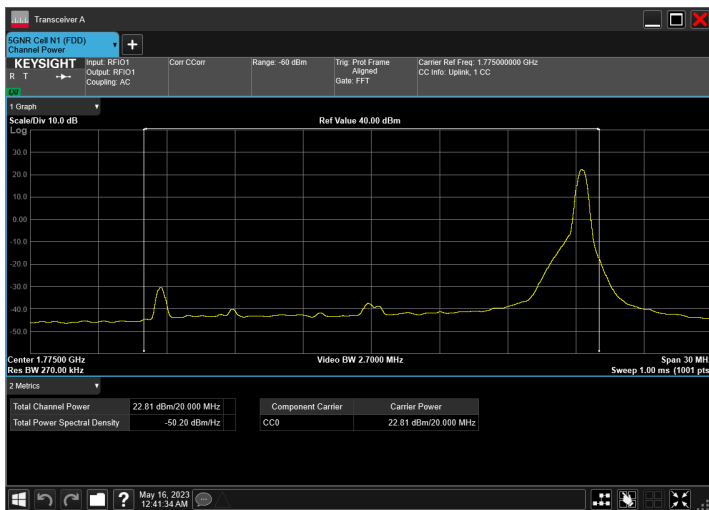 Transceiver A
5GNR Cell N1 (FDD)
Channel Power
KEYSIGHT
R T
LXI
Input: RFIO1
Output: RFIO1
Coupling: AC
Corr CCorr
Range: -60 dBm
Trig: Prot Frame
Aligned
Gate: FFT
Carrier Ref Freq: 1.775000000 GHz
CC Info: Uplink, 1 CC
1 Graph
Scale/Div 10.0 dB
Ref Value 40.00 dBm
Log
30.0
20.0
10.0
0.00
-10.0
-20.0
-30.0
-40.0
-50.0
Center 1.77500 GHz
Span 30 MH
Res BW 270.00 kHz
Video BW 2.7000 MHz
Sweep 1.00 ms (1001 pts
2 Metrics
Total Channel Power 22.81 dBm/20.000 MHz
Total Power Spectral Density -50.20 dBm/Hz
Component Carrier Carrier Power
CC0 22.81 dBm/20.000 MHz
?
May 16, 2023
12:41:34 AM